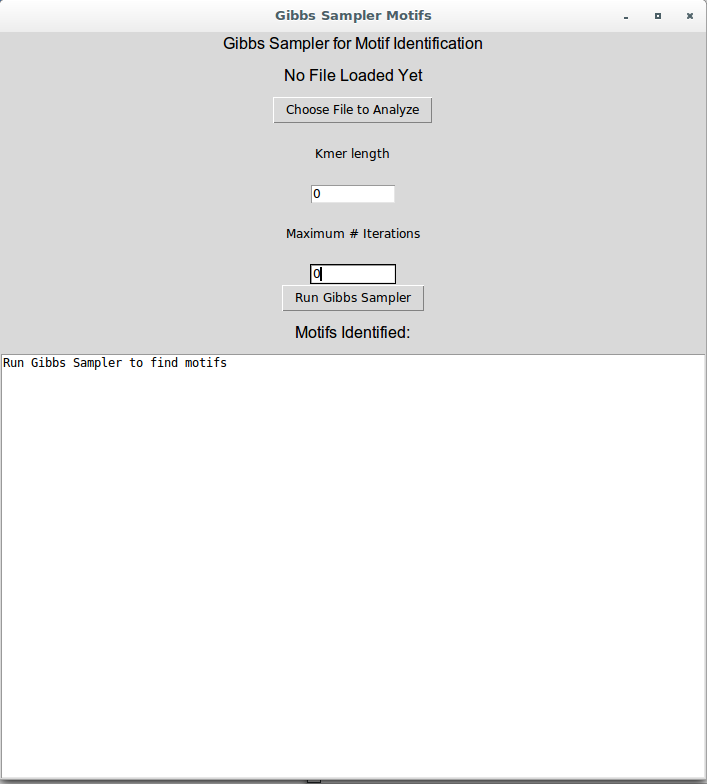 Gibbs Sampler Motifs
Gibbs Sampler for Motif Identification
No File Loaded Yet
Choose File to Analyze
Kmer length
0
Maximum # Iterations
0
Run Gibbs Sampler
Motifs Identified:
Run Gibbs Sampler to find motifs